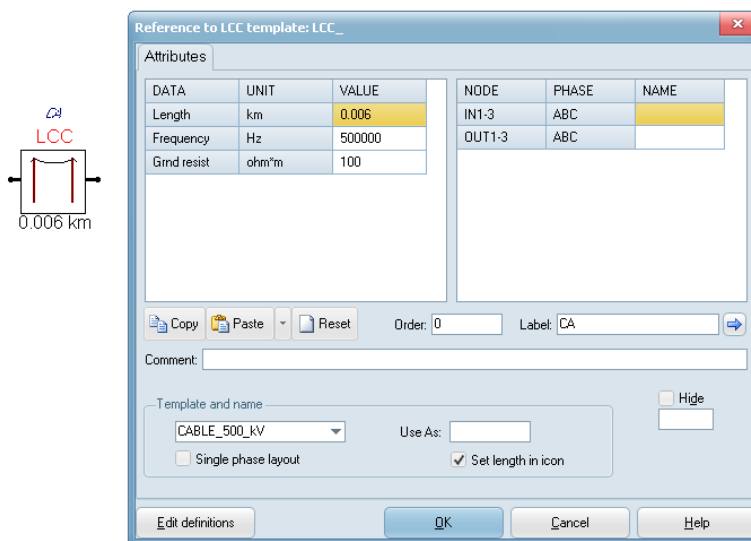 Reference to LCC template: LCC_
Attributes
DATA UNIT VALUE
Length km 0.006
Frequency Hz 500000
Grnd resist ohm*m 100
NODE PHASE NAME
IN1-3 ABC
OUT1-3 ABC
CA
LCC
0.006 km
Copy Paste Reset Order: 0 Label: CA
Comment:
Template and name
CABLE_500_kV Use As:
Single phase layout Set length in icon
Hide
Edit definitions OK Cancel Help